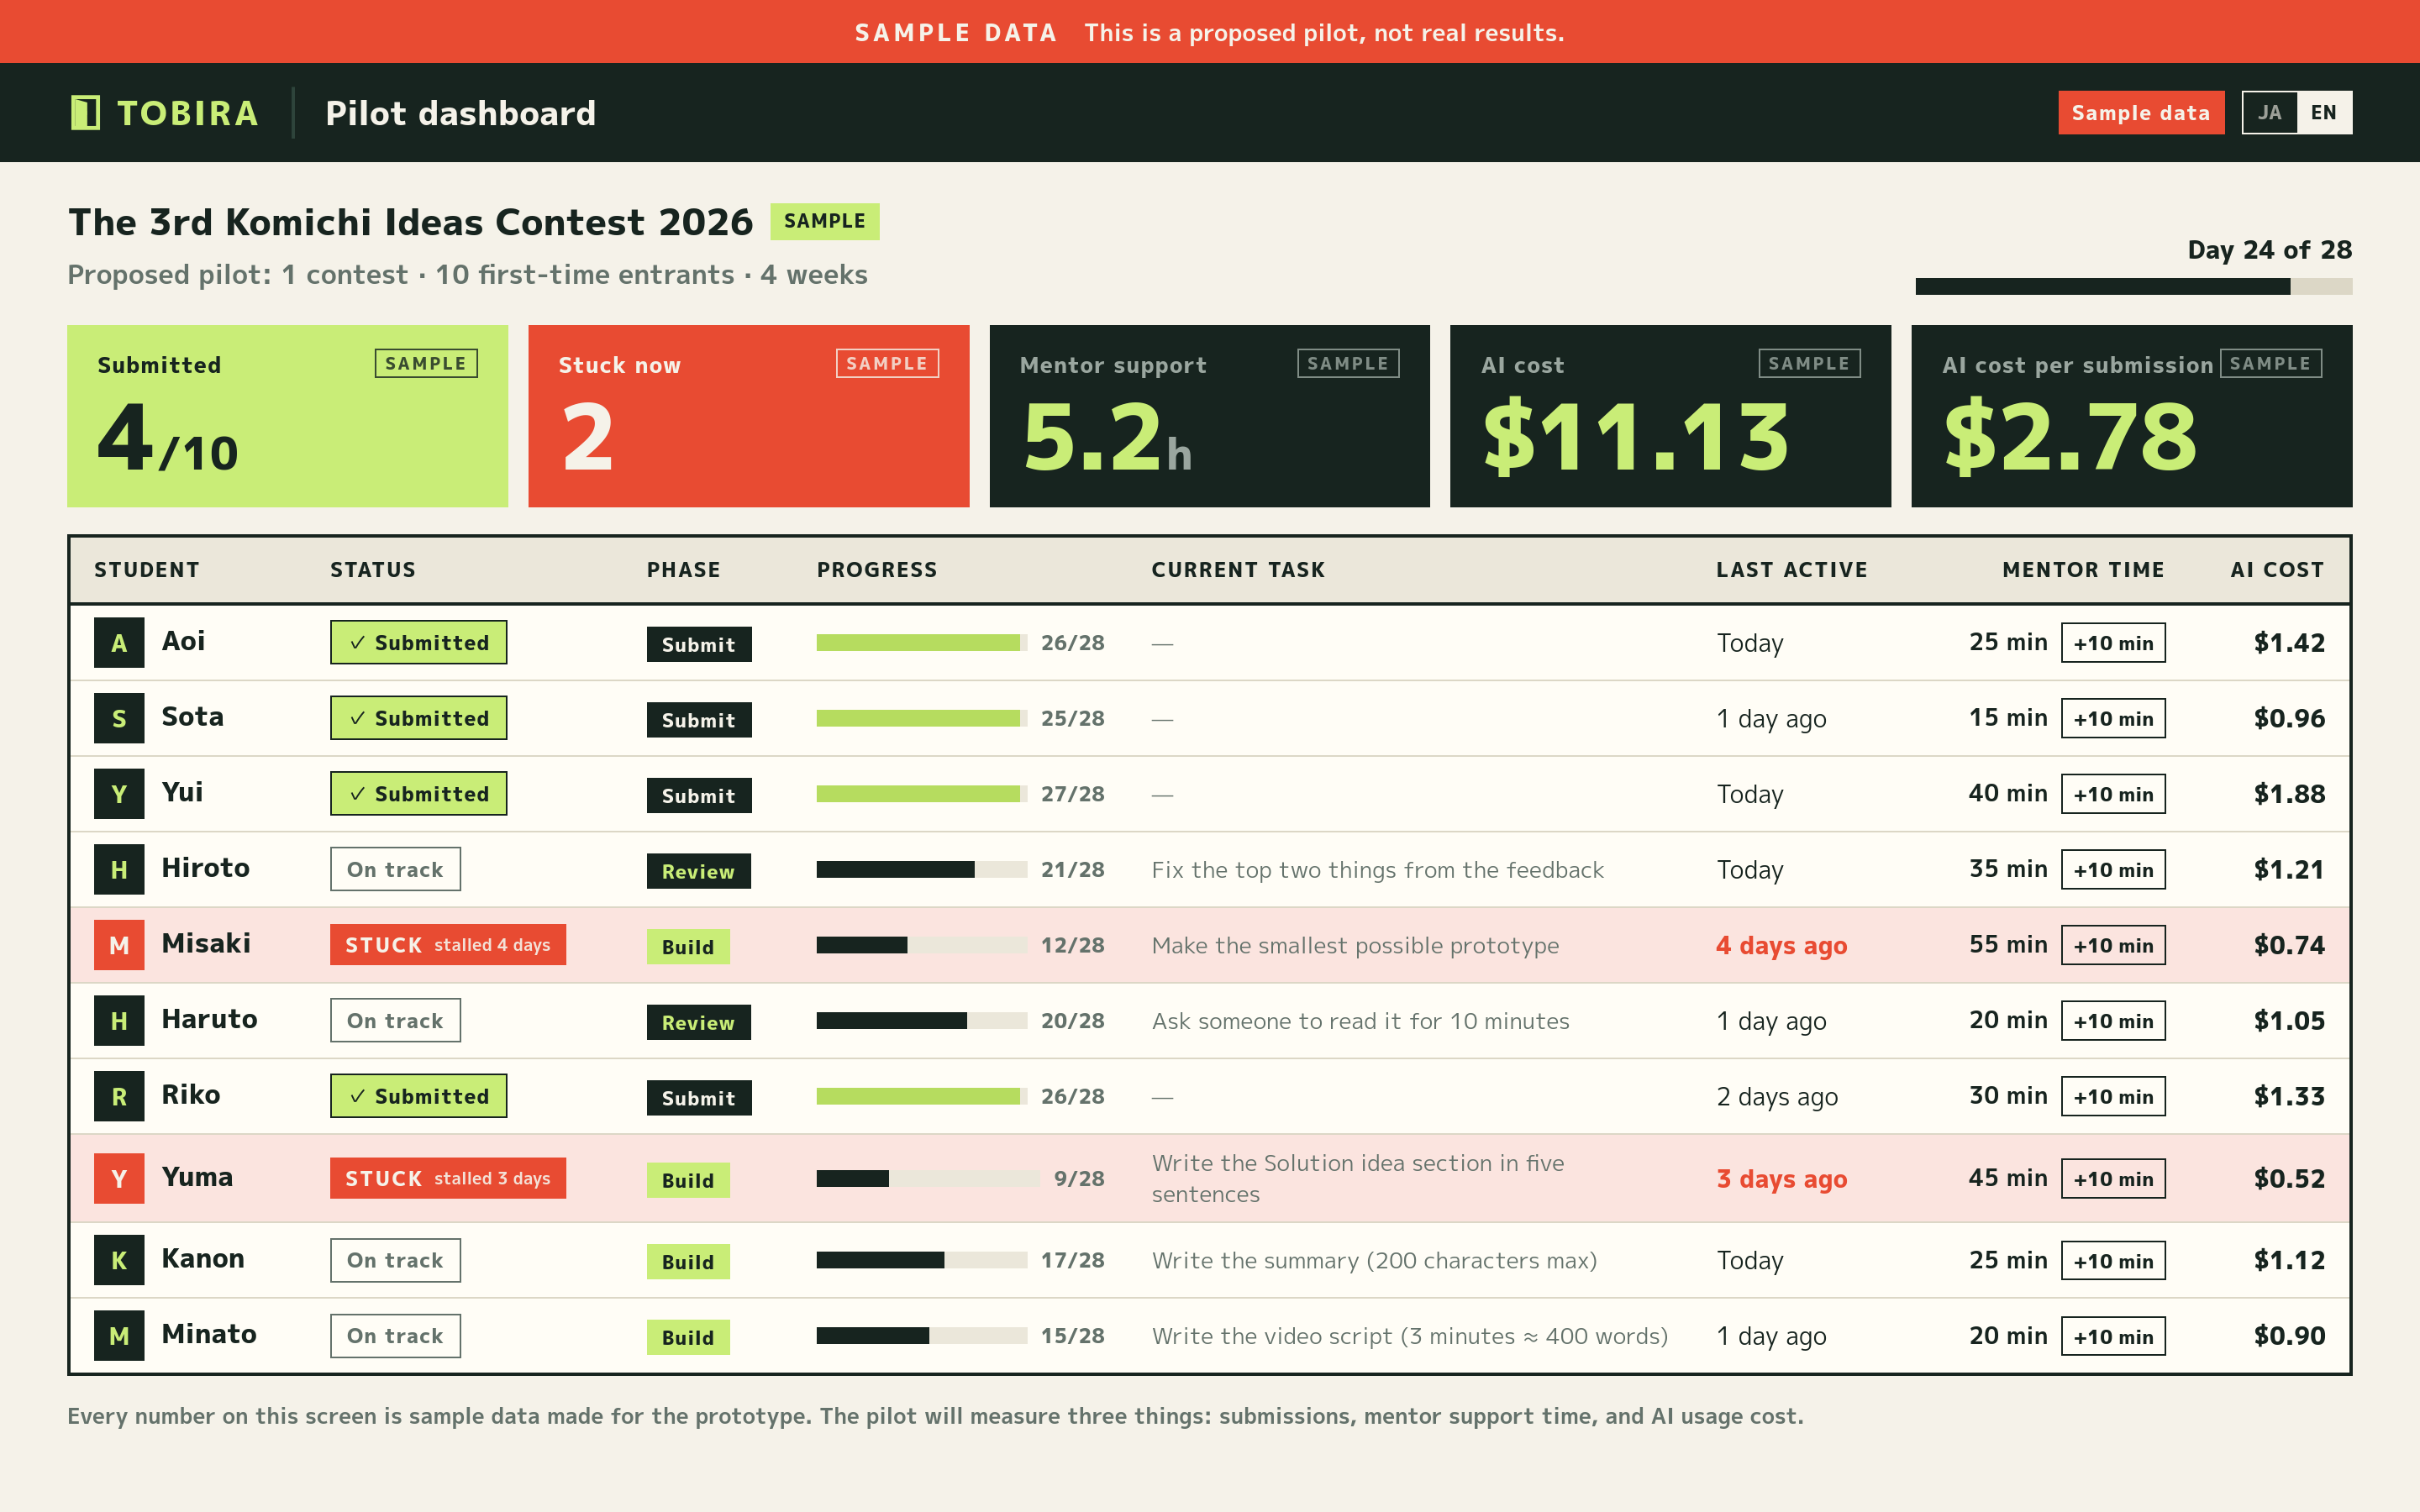 SAMPLE DATA This is a proposed pilot, not real results.
TOBIRA Pilot dashboard Sample data JA EN
The 3rd Komichi Ideas Contest 2026 SAMPLE
Proposed pilot: 1 contest · 10 first-time entrants · 4 weeks
Day 24 of 28
Submitted SAMPLE
4/10
Stuck now SAMPLE
2
Mentor support SAMPLE
5.2h
AI cost SAMPLE
$11.13
AI cost per submission SAMPLE
$2.78
STUDENT STATUS PHASE PROGRESS CURRENT TASK LAST ACTIVE MENTOR TIME AI COST
A Aoi ✓ Submitted Submit 26/28 — Today 25 min +10 min $1.42
S Sota ✓ Submitted Submit 25/28 — 1 day ago 15 min +10 min $0.96
Y Yui ✓ Submitted Submit 27/28 — Today 40 min +10 min $1.88
H Hiroto On track Review 21/28 Fix the top two things from the feedback Today 35 min +10 min $1.21
M Misaki STUCK stalled 4 days Build 12/28 Make the smallest possible prototype 4 days ago 55 min +10 min $0.74
H Haruto On track Review 20/28 Ask someone to read it for 10 minutes 1 day ago 20 min +10 min $1.05
R Riko ✓ Submitted Submit 26/28 — 2 days ago 30 min +10 min $1.33
Y Yuma STUCK stalled 3 days Build 9/28 Write the Solution idea section in five
sentences 3 days ago 45 min +10 min $0.52
K Kanon On track Build 17/28 Write the summary (200 characters max) Today 25 min +10 min $1.12
M Minato On track Build 15/28 Write the video script (3 minutes ≈ 400 words) 1 day ago 20 min +10 min $0.90
Every number on this screen is sample data made for the prototype. The pilot will measure three things: submissions, mentor support time, and AI usage cost.